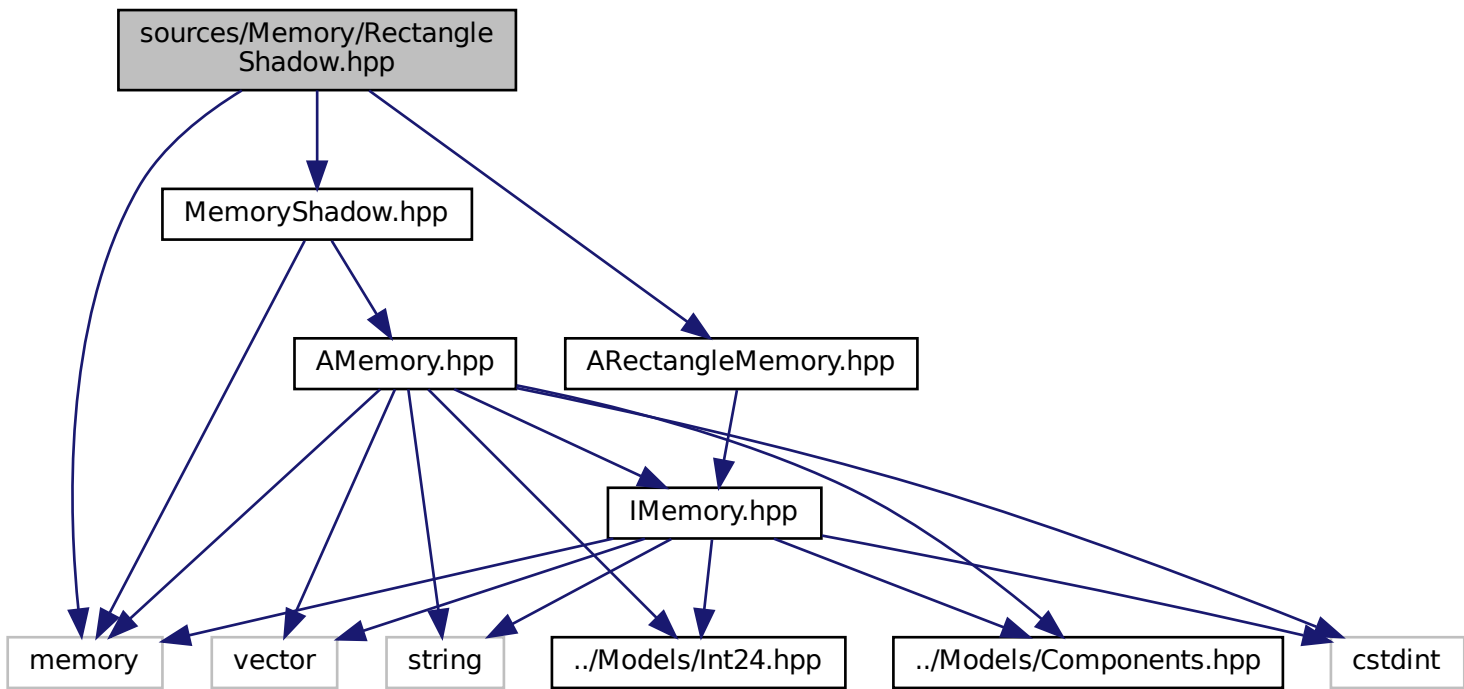 sources/Memory/Rectangle
Shadow.hpp
MemoryShadow.hpp
AMemory.hpp
ARectangleMemory.hpp
IMemory.hpp
memory
vector
string
../Models/Int24.hpp
../Models/Components.hpp
cstdint